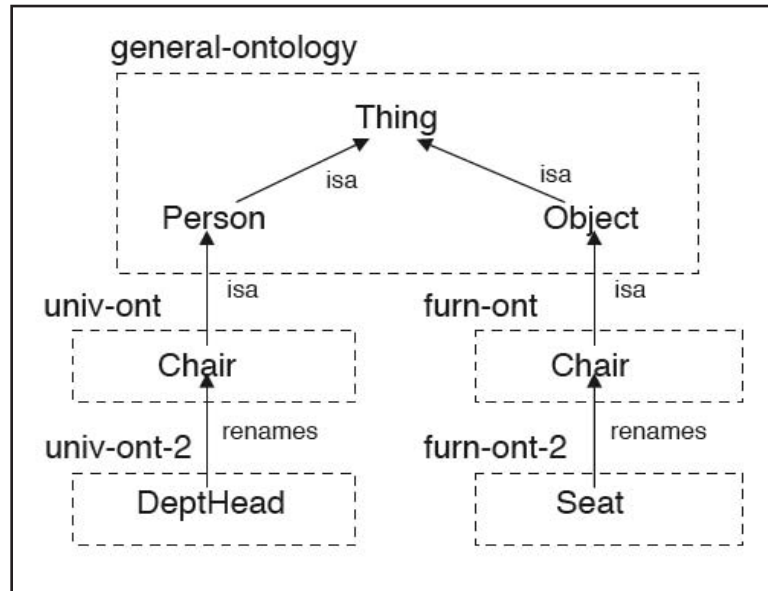 general-ontology
Thing
isa isa
Person Object
isa isa
univ-ont furn-ont
Chair Chair
renames renames
univ-ont-2 furn-ont-2
DeptHead Seat